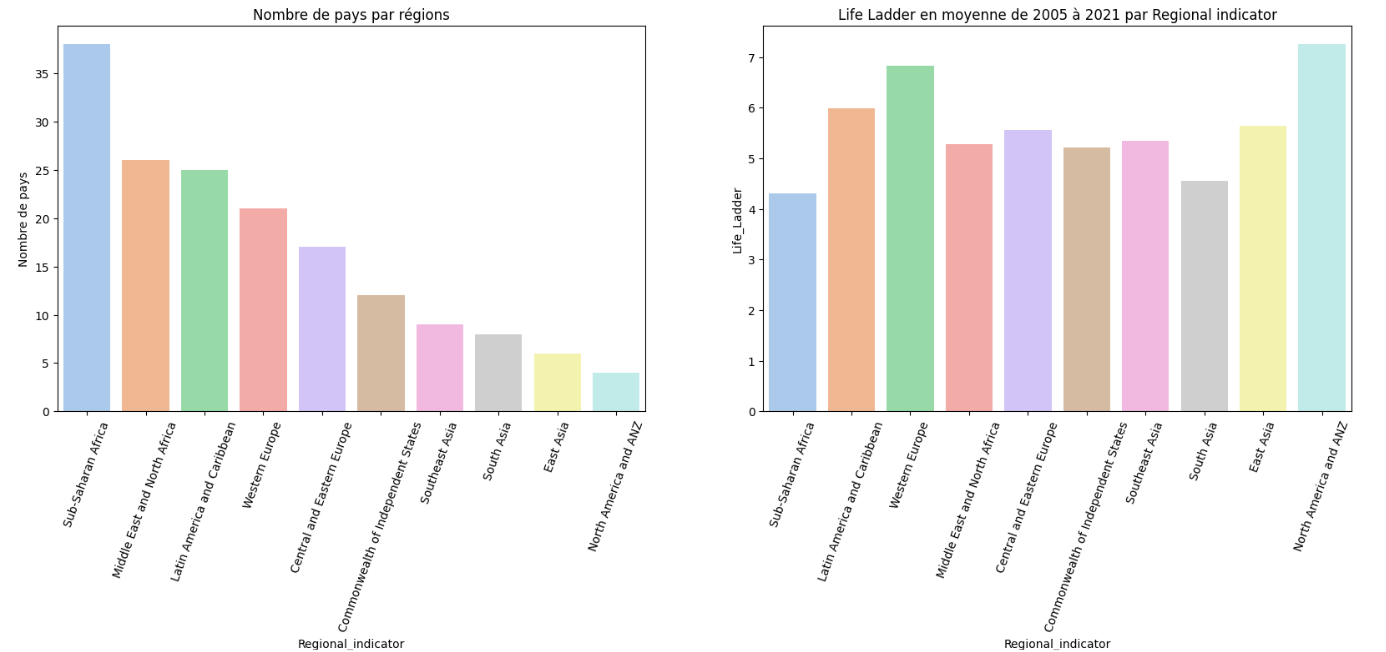 Nombre de pays par régions
Nombre de pays
35
30
25
20
15
10
5
0
Sub-Saharan Africa
Middle East and North Africa
Latin America and Caribbean
Western Europe
Central and Eastern Europe
Commonwealth of Independent States
Southeast Asia
South Asia
East Asia
North America and ANZ
Regional_indicator
Life Ladder en moyenne de 2005 à 2021 par Regional indicator
Life_Ladder
7
6
5
4
3
2
1
0
Sub-Saharan Africa
Latin America and Caribbean
Western Europe
Middle East and North Africa
Central and Eastern Europe
Commonwealth of Independent States
Southeast Asia
South Asia
East Asia
North America and ANZ
Regional_indicator